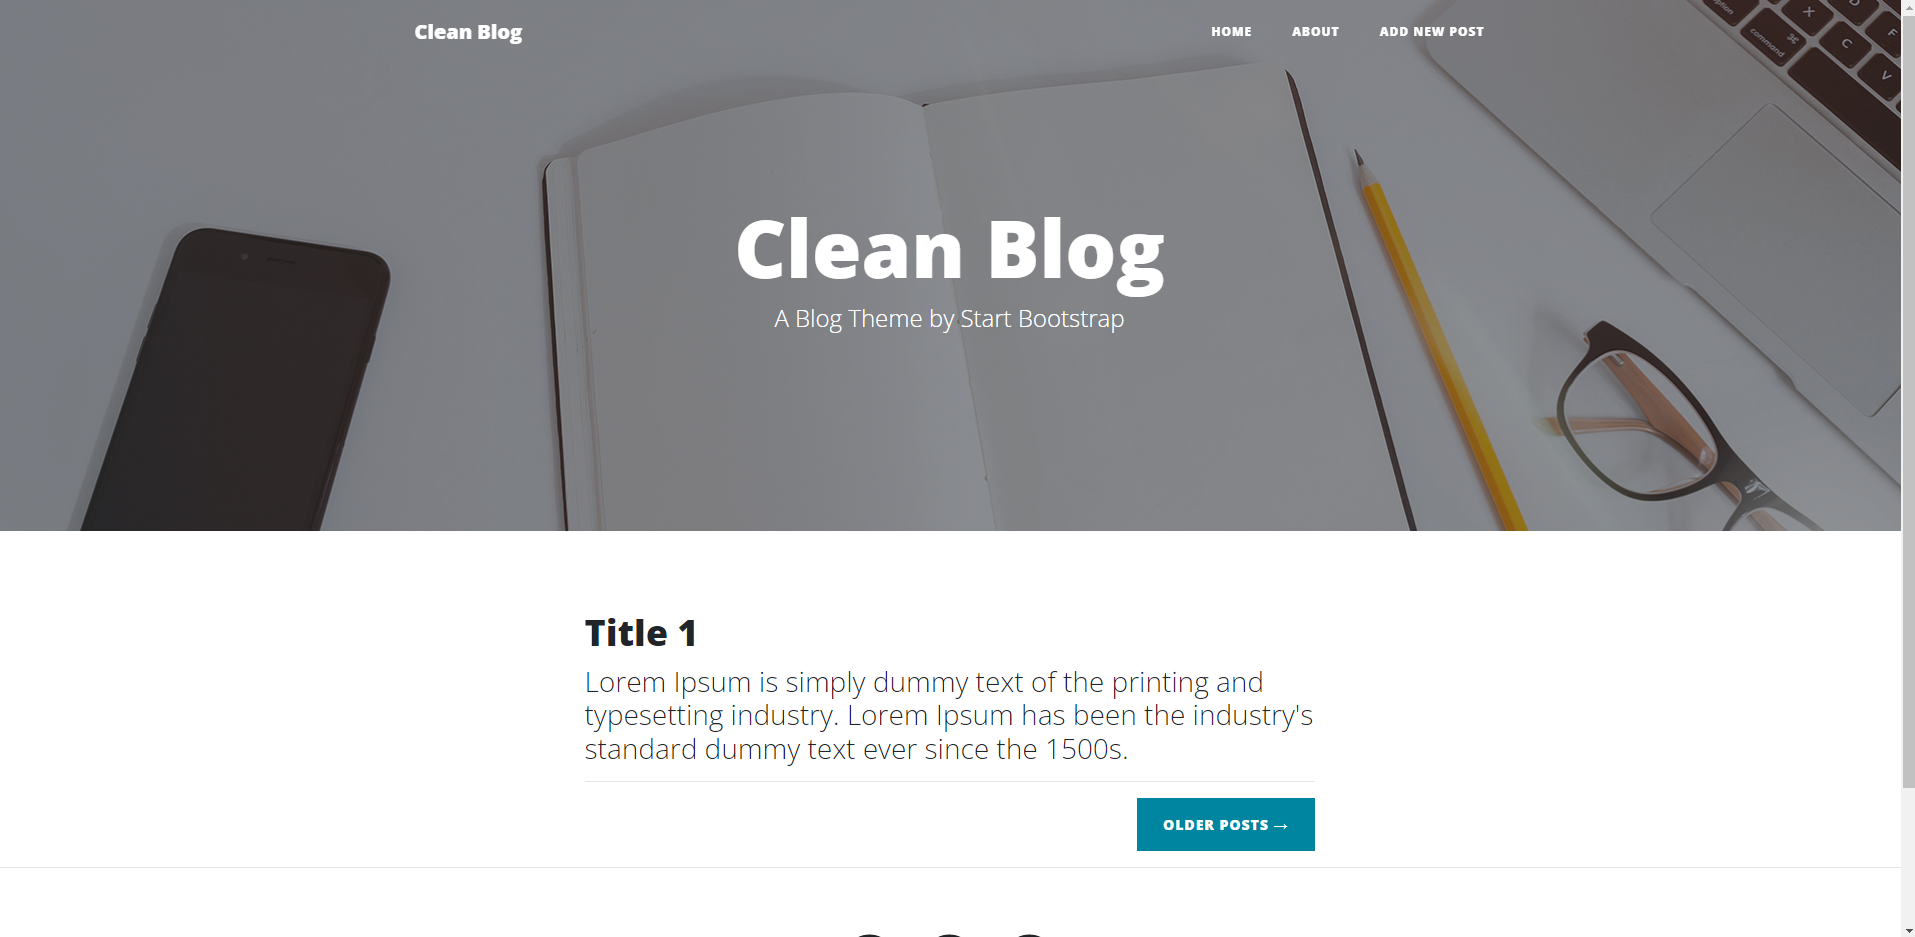 Clean Blog
HOME ABOUT ADD NEW POST
command ⌘ X C D F V
Clean Blog
A Blog Theme by Start Bootstrap
Title 1
Lorem Ipsum is simply dummy text of the printing and
typesetting industry. Lorem Ipsum has been the industry's
standard dummy text ever since the 1500s.
OLDER POSTS →